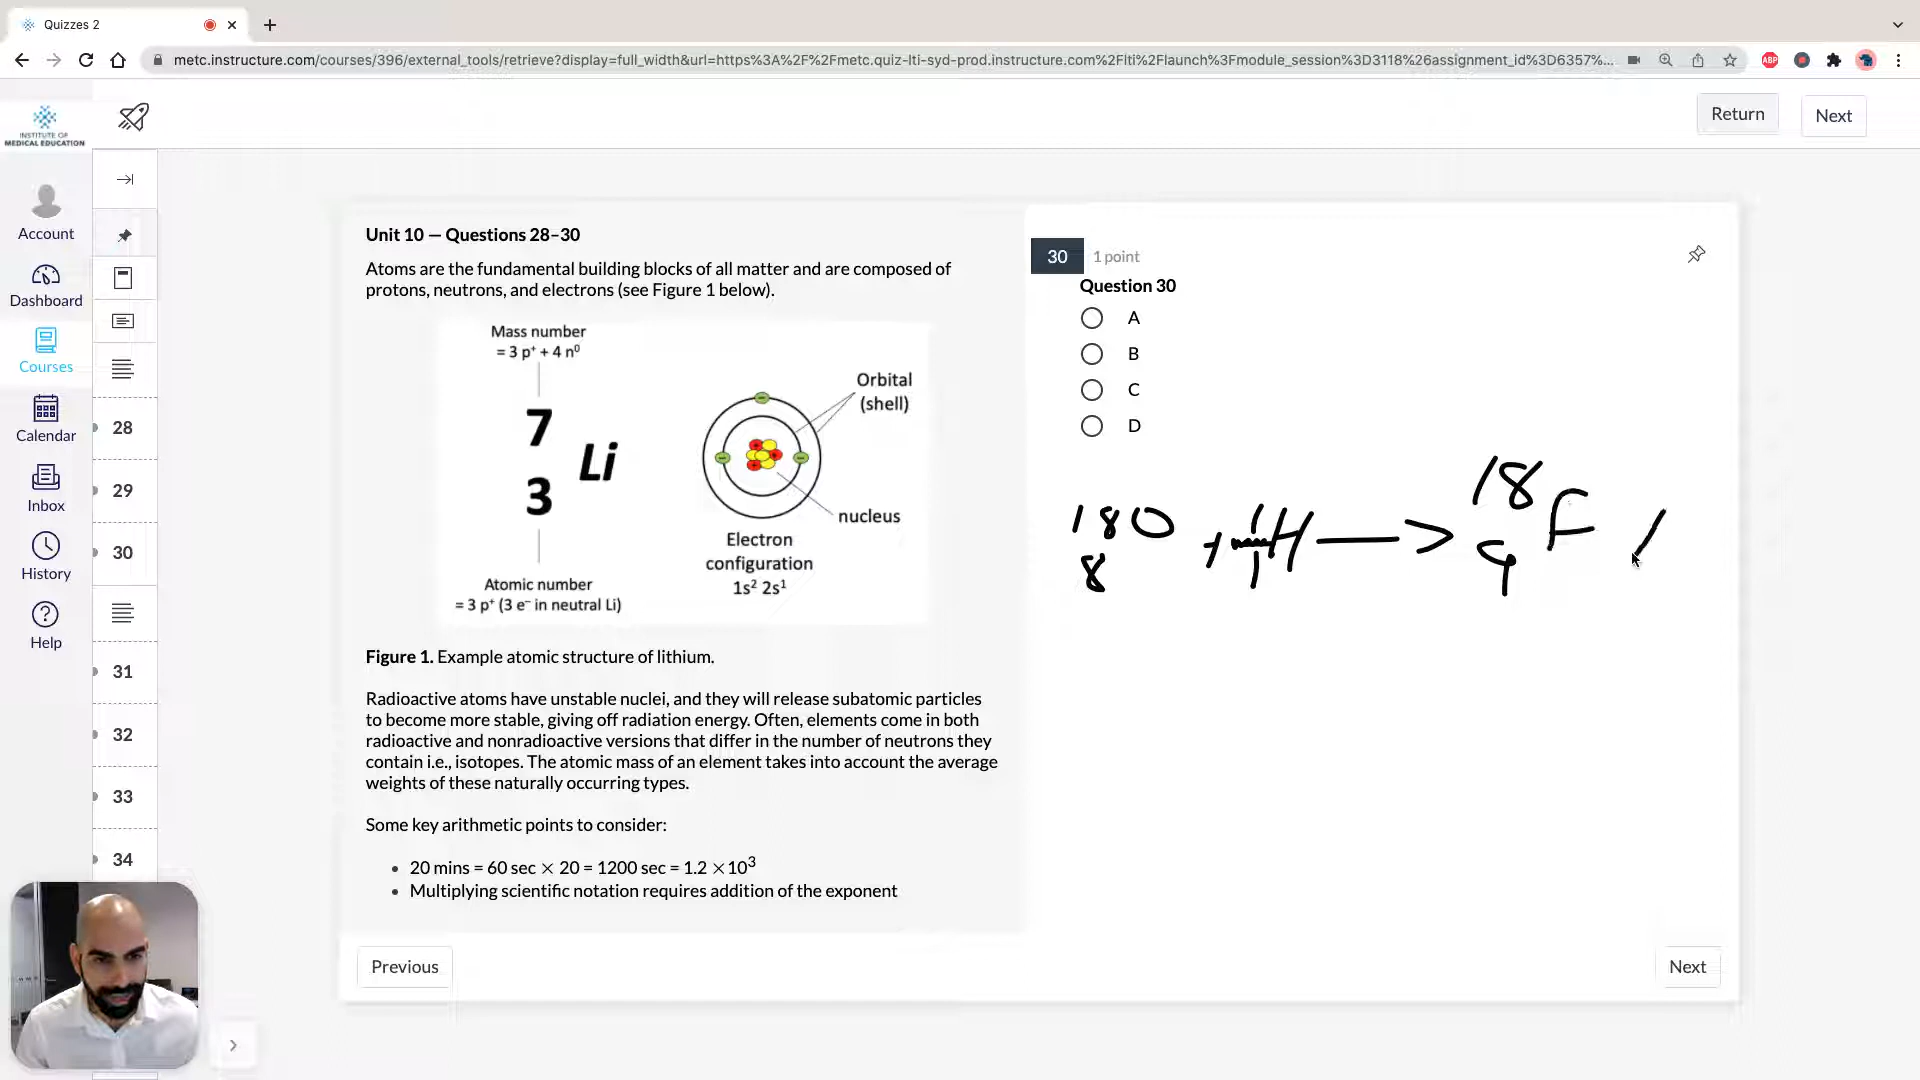 Quizzes 2
metc.instructure.com/courses/396/external_tools/retrieve?display=full_width&url=https%3A%2F%2Fmetc.quiz-lti-syd-prod.instructure.com%2Flti%2Flaunch%3Fmodule_session%3D3118%26assignment_id%3D6357%...
ABP
INSTITUTE OF
MEDICAL EDUCATION
Return
Next
Account
Dashboard
Courses
Calendar
Inbox
History
Help
28
29
30
31
32
33
34
Unit 10 — Questions 28–30
Atoms are the fundamental building blocks of all matter and are composed of
protons, neutrons, and electrons (see Figure 1 below).
Mass number
= 3 p⁺ + 4 n⁰
7
3
Li
Atomic number
= 3 p⁺ (3 e⁻ in neutral Li)
Orbital
(shell)
nucleus
Electron
configuration
1s² 2s¹
Figure 1. Example atomic structure of lithium.
Radioactive atoms have unstable nuclei, and they will release subatomic particles
to become more stable, giving off radiation energy. Often, elements come in both
radioactive and nonradioactive versions that differ in the number of neutrons they
contain i.e., isotopes. The atomic mass of an element takes into account the average
weights of these naturally occurring types.
Some key arithmetic points to consider:
• 20 mins = 60 sec × 20 = 1200 sec = 1.2 ×10³
• Multiplying scientific notation requires addition of the exponent
Previous
30
1 point
Question 30
A
B
C
D
18 O
8
+ 1 H →
1
18 F
9
Next